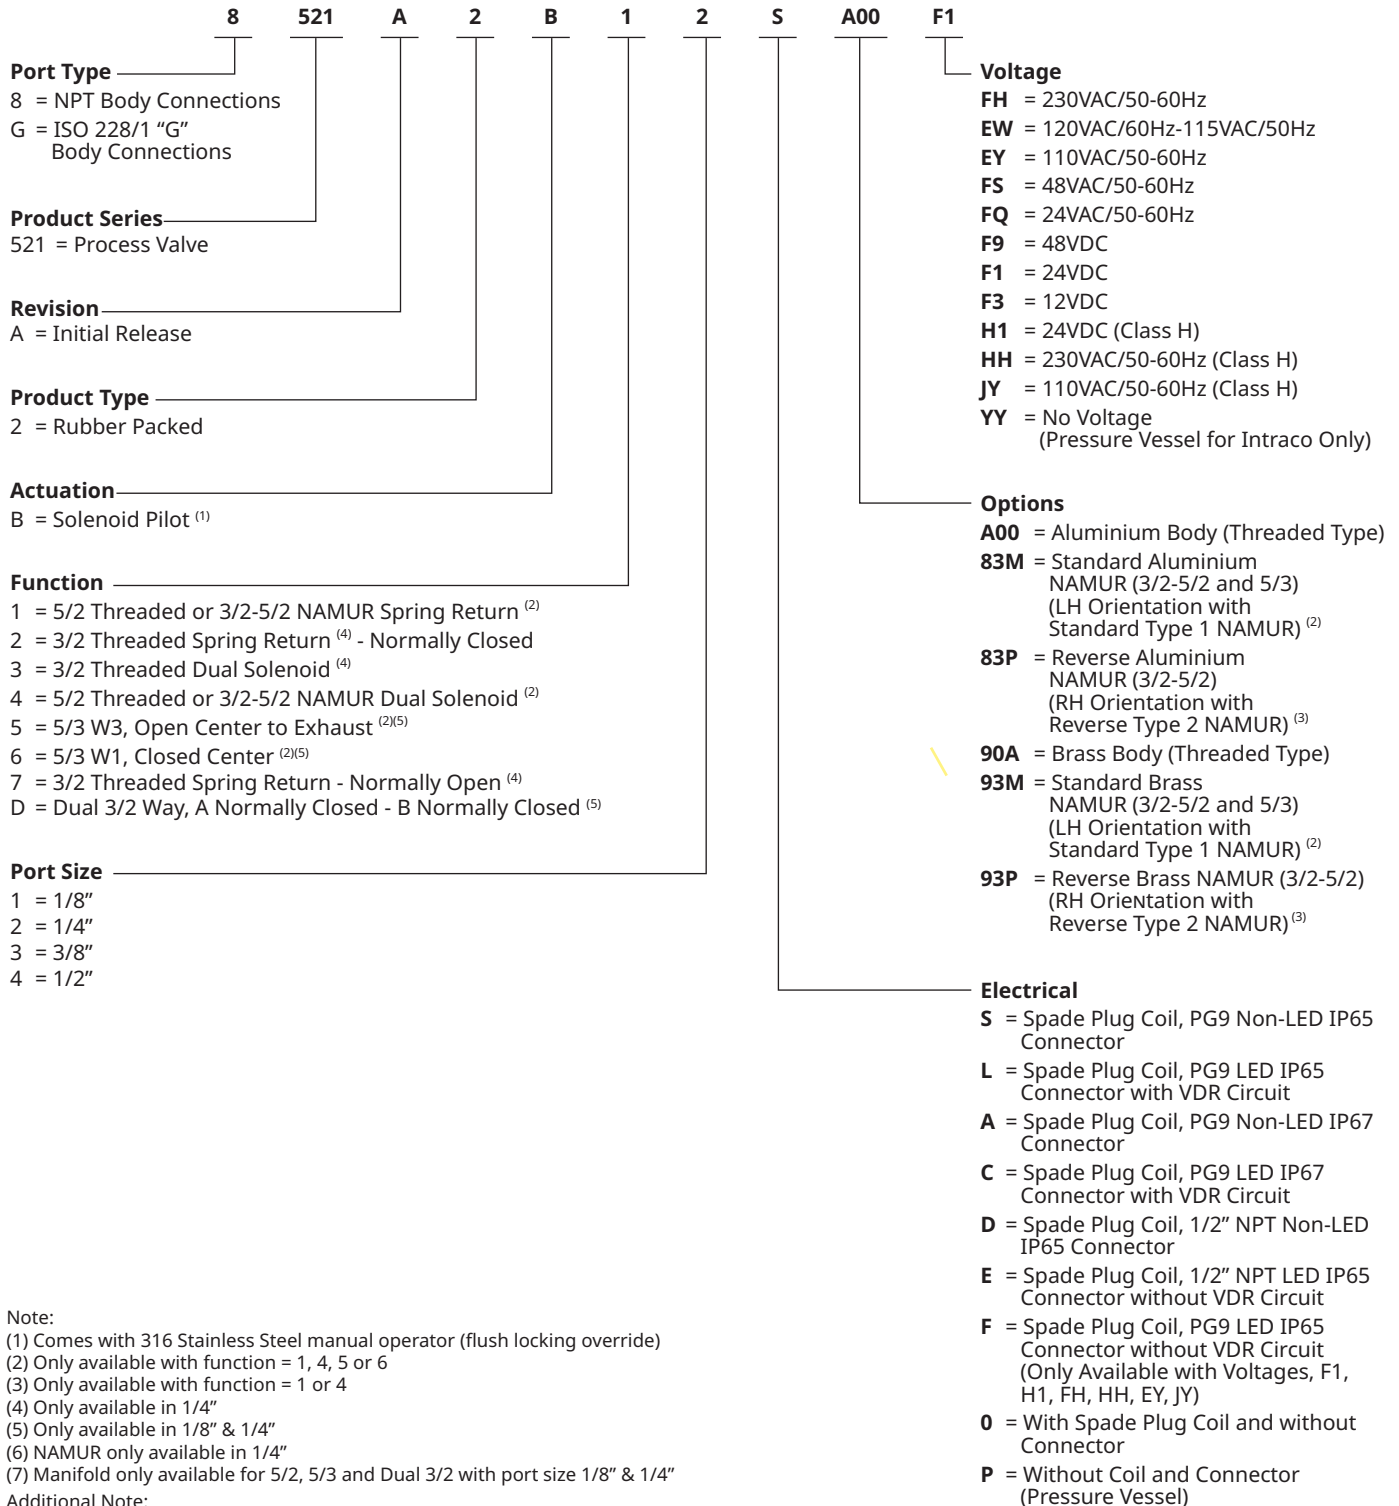 8 521 A 2 B 1 2 S A00 F1
Port Type
8 = NPT Body Connections
G = ISO 228/1 “G”
Body Connections
Product Series
521 = Process Valve
Revision
A = Initial Release
Product Type
2 = Rubber Packed
Actuation
B = Solenoid Pilot (1)
Function
1 = 5/2 Threaded or 3/2-5/2 NAMUR Spring Return (2)
2 = 3/2 Threaded Spring Return (4) - Normally Closed
3 = 3/2 Threaded Dual Solenoid (4)
4 = 5/2 Threaded or 3/2-5/2 NAMUR Dual Solenoid (2)
5 = 5/3 W3, Open Center to Exhaust (2)(5)
6 = 5/3 W1, Closed Center (2)(5)
7 = 3/2 Threaded Spring Return - Normally Open (4)
D = Dual 3/2 Way, A Normally Closed - B Normally Closed (5)
Port Size
1 = 1/8”
2 = 1/4”
3 = 3/8”
4 = 1/2”
Voltage
FH = 230VAC/50-60Hz
EW = 120VAC/60Hz-115VAC/50Hz
EY = 110VAC/50-60Hz
FS = 48VAC/50-60Hz
FQ = 24VAC/50-60Hz
F9 = 48VDC
F1 = 24VDC
F3 = 12VDC
H1 = 24VDC (Class H)
HH = 230VAC/50-60Hz (Class H)
JY = 110VAC/50-60Hz (Class H)
YY = No Voltage
(Pressure Vessel for Intraco Only)
Options
A00 = Aluminium Body (Threaded Type)
83M = Standard Aluminium
NAMUR (3/2-5/2 and 5/3)
(LH Orientation with
Standard Type 1 NAMUR) (2)
83P = Reverse Aluminium
NAMUR (3/2-5/2)
(RH Orientation with
Reverse Type 2 NAMUR) (3)
90A = Brass Body (Threaded Type)
93M = Standard Brass
NAMUR (3/2-5/2 and 5/3)
(LH Orientation with
Standard Type 1 NAMUR) (2)
93P = Reverse Brass NAMUR (3/2-5/2)
(RH Orientation with
Reverse Type 2 NAMUR) (3)
Electrical
S = Spade Plug Coil, PG9 Non-LED IP65
Connector
L = Spade Plug Coil, PG9 LED IP65
Connector with VDR Circuit
A = Spade Plug Coil, PG9 Non-LED IP67
Connector
C = Spade Plug Coil, PG9 LED IP67
Connector with VDR Circuit
D = Spade Plug Coil, 1/2” NPT Non-LED
IP65 Connector
E = Spade Plug Coil, 1/2” NPT LED IP65
Connector without VDR Circuit
F = Spade Plug Coil, PG9 LED IP65
Connector without VDR Circuit
(Only Available with Voltages, F1,
H1, FH, HH, EY, JY)
0 = With Spade Plug Coil and without
Connector
P = Without Coil and Connector
(Pressure Vessel)
Note:
(1) Comes with 316 Stainless Steel manual operator (flush locking override)
(2) Only available with function = 1, 4, 5 or 6
(3) Only available with function = 1 or 4
(4) Only available in 1/4”
(5) Only available in 1/8” & 1/4”
(6) NAMUR only available in 1/4”
(7) Manifold only available for 5/2, 5/3 and Dual 3/2 with port size 1/8” & 1/4”
Additional Note: